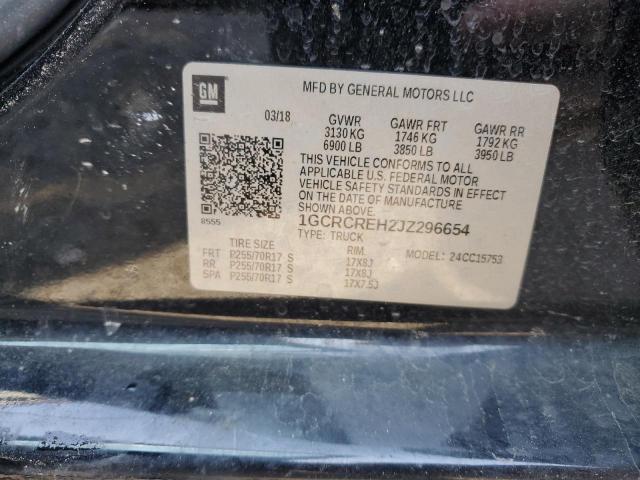 GM
MFD BY GENERAL MOTORS LLC
03/18 GVWR GAWR FRT GAWR RR
3130 KG 1746 KG 1792 KG
6900 LB 3850 LB 3950 LB
THIS VEHICLE CONFORMS TO ALL
APPLICABLE U.S. FEDERAL MOTOR
VEHICLE SAFETY STANDARDS IN EFFECT
ON THE DATE OF MANUFACTURE
SHOWN ABOVE.
8555 1GCRCREH2JZ296654
TYPE: TRUCK MODEL: 24CC15753
TIRE SIZE RIM
FRT P255/70R17 S 17X8J
RR P255/70R17 S 17X8J
SPA P255/70R17 S 17X7.5J